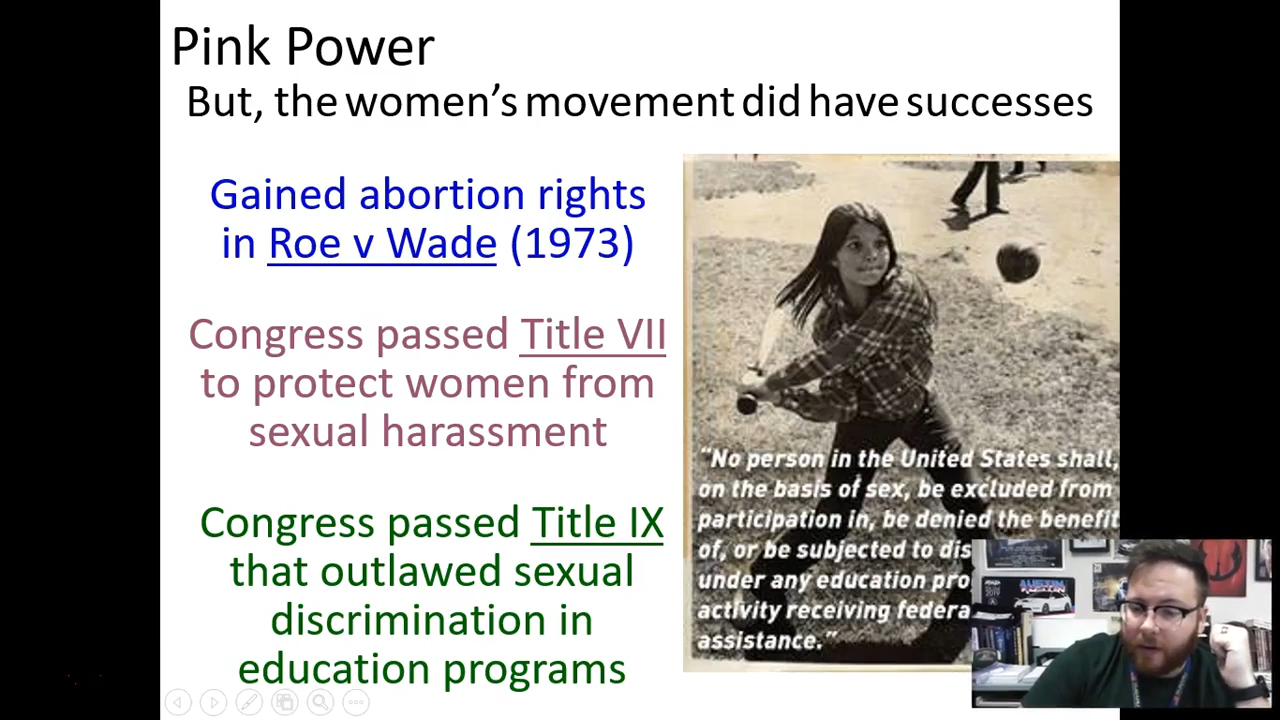 Pink Power
But, the women's movement did have successes
Gained abortion rights
in Roe v Wade (1973)
Congress passed Title VII
to protect women from
sexual harassment
Congress passed Title IX
that outlawed sexual
discrimination in
education programs
"No person in the United States shall,
on the basis of sex, be excluded from
participation in, be denied the benefit
of, or be subjected to dis
under any education pro
activity receiving federa
assistance."